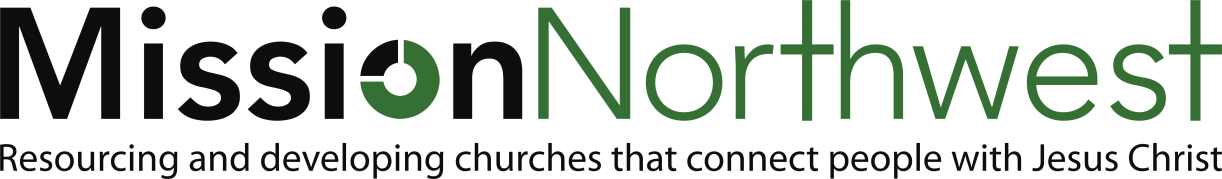 MissionNorthwest
Resourcing and developing churches that connect people with Jesus Christ